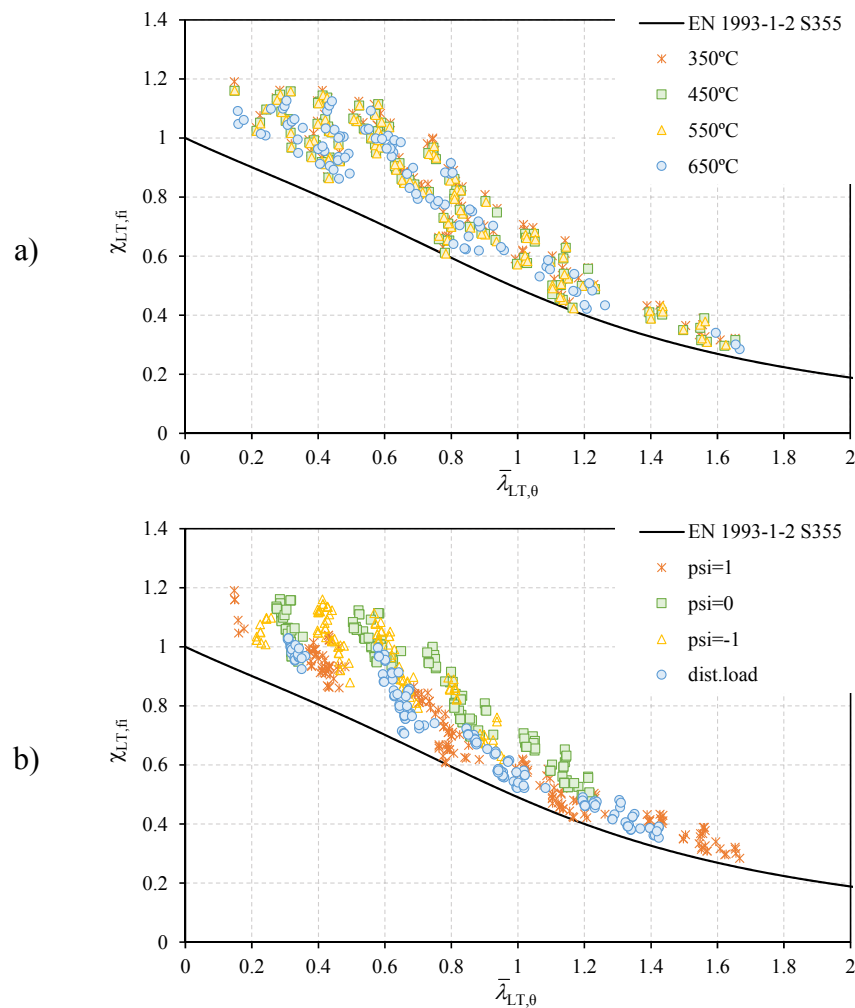 a)
χLT,fi
1.4
1.2
1
0.8
0.6
0.4
0.2
0
0 0.2 0.4 0.6 0.8 1 1.2 1.4 1.6 1.8 2
λ̅LT,θ
EN 1993-1-2 S355
350ºC
450ºC
550ºC
650ºC
b)
χLT,fi
1.4
1.2
1
0.8
0.6
0.4
0.2
0
0 0.2 0.4 0.6 0.8 1 1.2 1.4 1.6 1.8 2
λ̅LT,θ
EN 1993-1-2 S355
psi=1
psi=0
psi=-1
dist.load